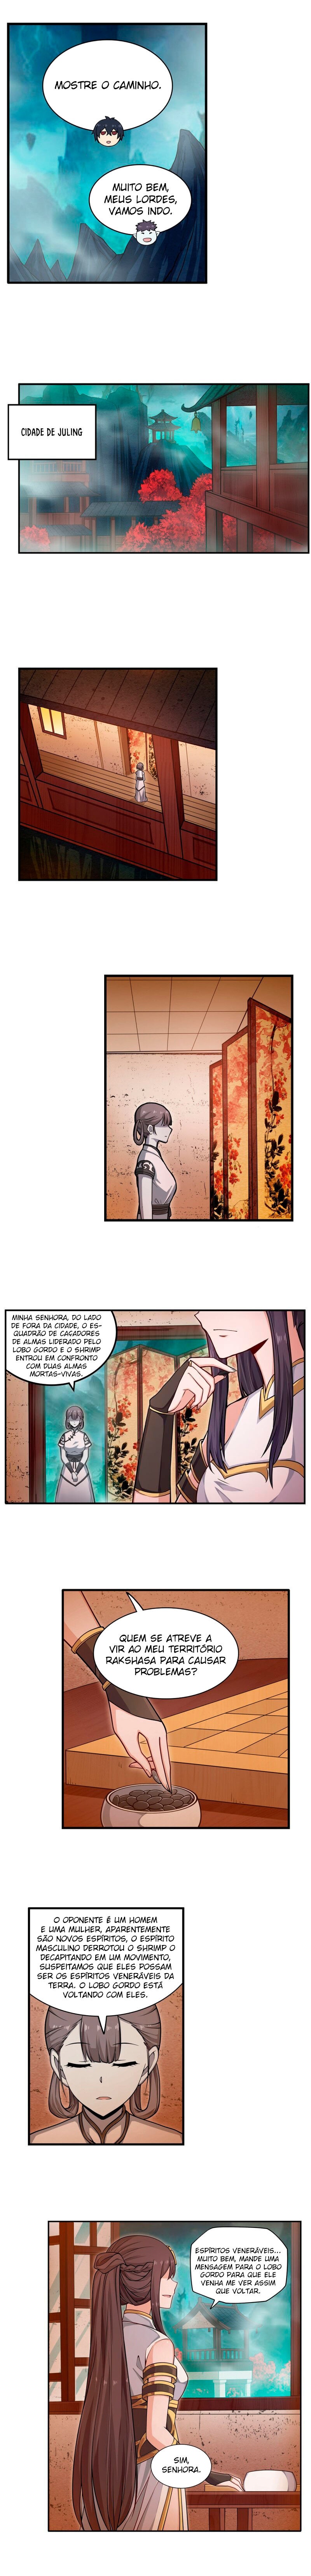 MOSTRE O CAMINHO.
MUITO BEM,
MEUS LORDES,
VAMOS INDO.
CIDADE DE JULING
MINHA SENHORA, DO LADO
DE FORA DA CIDADE, O ES-
QUADRÃO DE CAÇADORES
DE ALMAS LIDERADO PELO
LOBO GORDO E O SHRIMP
ENTROU EM CONFRONTO
COM DUAS ALMAS
MORTAS-VIVAS.
QUEM SE ATREVE A
VIR AO MEU TERRITÓRIO
RAKSHASA PARA CAUSAR
PROBLEMAS?
O OPONENTE É UM HOMEM
E UMA MULHER, APARENTEMENTE
SÃO NOVOS ESPÍRITOS, O ESPÍRITO
MASCULINO DERROTOU O SHRIMP O
DECAPITANDO EM UM MOVIMENTO,
SUSPEITAMOS QUE ELES POSSAM
SER OS ESPÍRITOS VENERÁVEIS DA
TERRA. O LOBO GORDO ESTÁ
VOLTANDO COM ELES.
ESPÍRITOS VENERÁVEIS...
MUITO BEM, MANDE UMA
MENSAGEM PARA O LOBO
GORDO PARA QUE ELE
VENHA ME VER ASSIM
QUE VOLTAR.
SIM,
SENHORA.